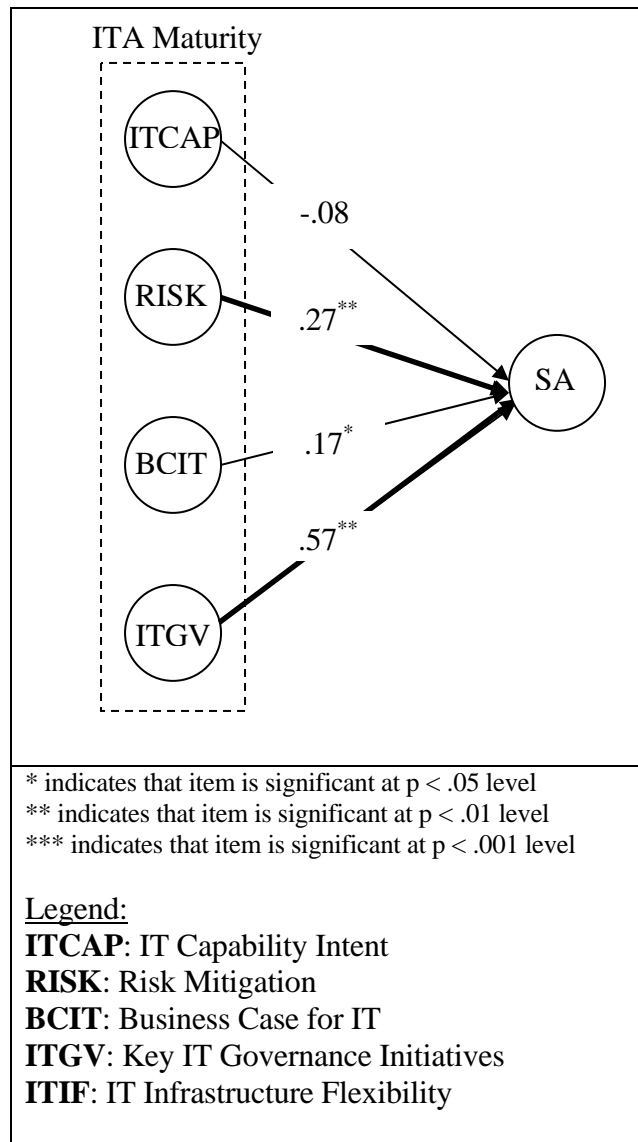 ITA Maturity
ITCAP
-.08
RISK
.27**
SA
BCIT
.17*
.57**
ITGV
* indicates that item is significant at p < .05 level
** indicates that item is significant at p < .01 level
*** indicates that item is significant at p < .001 level
Legend:
ITCAP: IT Capability Intent
RISK: Risk Mitigation
BCIT: Business Case for IT
ITGV: Key IT Governance Initiatives
ITIF: IT Infrastructure Flexibility